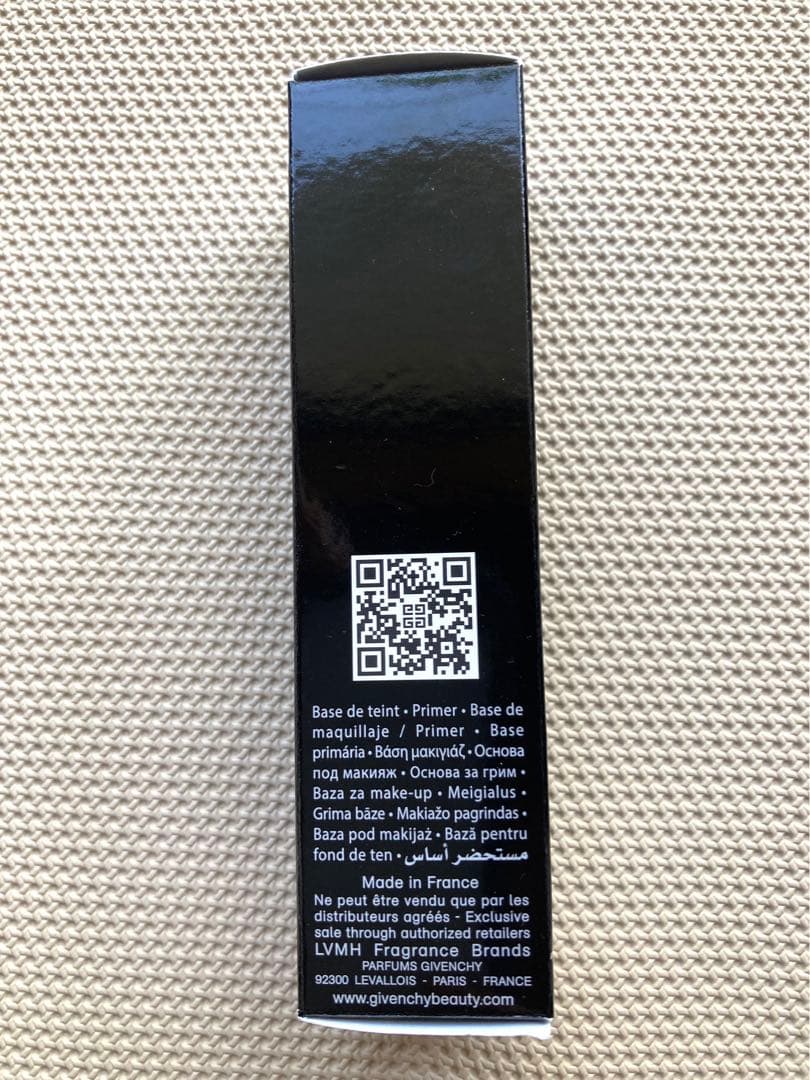 Base de teint • Primer • Base de
maquillaje / Primer • Base
primária • Βάση μακιγιάζ • Основа
под макияж • Основа за грим •
Baza za make-up • Meigialus •
Grima bāze • Makiažo pagrindas •
Baza pod makijaż • Bază pentru
fond de ten • مستحضر أساس
Made in France
Ne peut être vendu que par les
distributeurs agréés - Exclusive
sale through authorized retailers
LVMH Fragrance Brands
PARFUMS GIVENCHY
92300 LEVALLOIS - PARIS - FRANCE
www.givenchybeauty.com